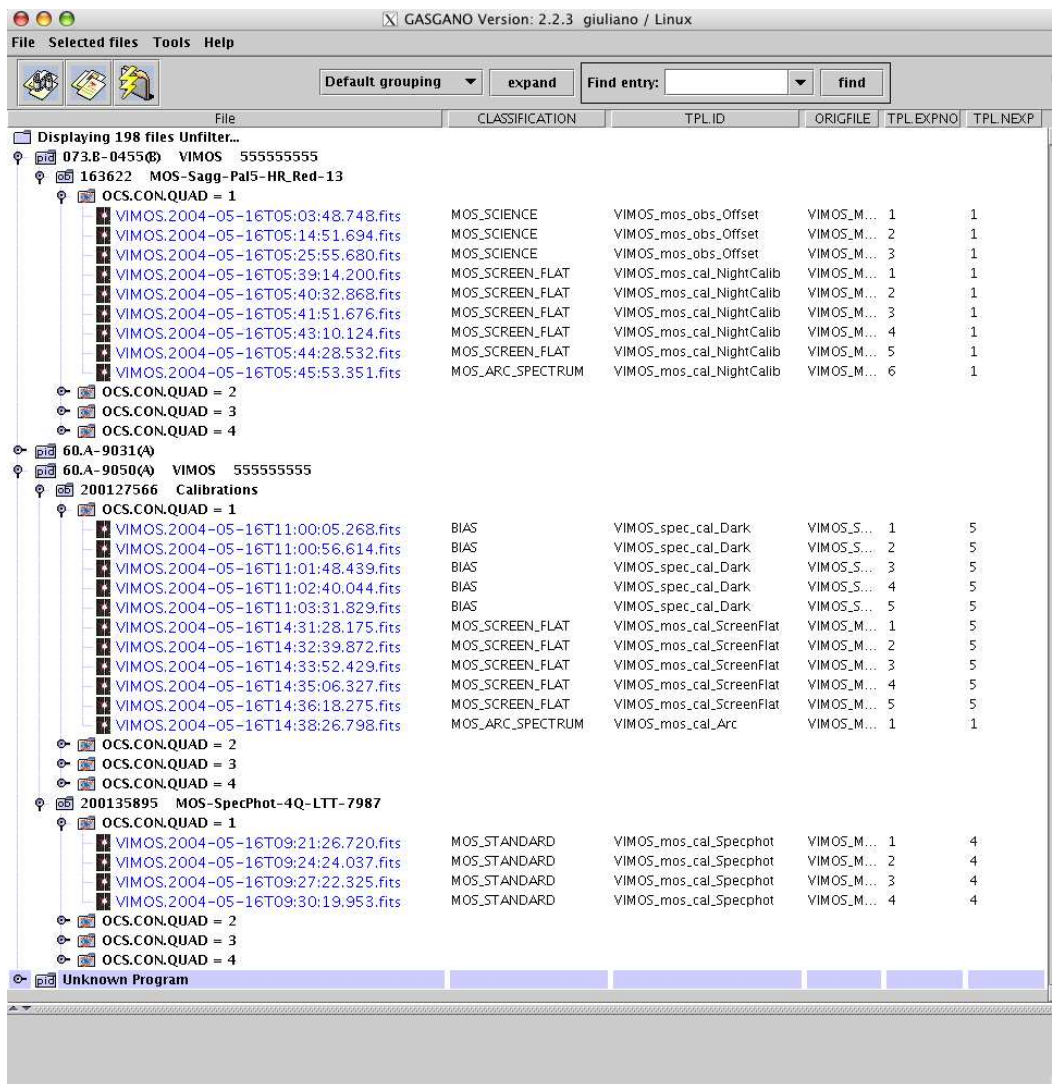 X GASGANO Version: 2.2.3 giuliano / Linux
File Selected files Tools Help
Default grouping expand Find entry: find
File CLASSIFICATION TPL.ID ORIGFILE TPL.EXPNO TPL.NEXP
Displaying 198 files Unfilter...
pid 073.B-0455(B) VIMOS 555555555
ob 163622 MOS-Sagg-Pal5-HR_Red-13
OCS.CON.QUAD = 1
VIMOS.2004-05-16T05:03:48.748.fits MOS_SCIENCE VIMOS_mos_obs_Offset VIMOS_M... 1 1
VIMOS.2004-05-16T05:14:51.694.fits MOS_SCIENCE VIMOS_mos_obs_Offset VIMOS_M... 2 1
VIMOS.2004-05-16T05:25:55.680.fits MOS_SCIENCE VIMOS_mos_obs_Offset VIMOS_M... 3 1
VIMOS.2004-05-16T05:39:14.200.fits MOS_SCREEN_FLAT VIMOS_mos_cal_NightCalib VIMOS_M... 1 1
VIMOS.2004-05-16T05:40:32.868.fits MOS_SCREEN_FLAT VIMOS_mos_cal_NightCalib VIMOS_M... 2 1
VIMOS.2004-05-16T05:41:51.676.fits MOS_SCREEN_FLAT VIMOS_mos_cal_NightCalib VIMOS_M... 3 1
VIMOS.2004-05-16T05:43:10.124.fits MOS_SCREEN_FLAT VIMOS_mos_cal_NightCalib VIMOS_M... 4 1
VIMOS.2004-05-16T05:44:28.532.fits MOS_SCREEN_FLAT VIMOS_mos_cal_NightCalib VIMOS_M... 5 1
VIMOS.2004-05-16T05:45:53.351.fits MOS_ARC_SPECTRUM VIMOS_mos_cal_NightCalib VIMOS_M... 6 1
OCS.CON.QUAD = 2
OCS.CON.QUAD = 3
OCS.CON.QUAD = 4
pid 60.A-9031(A)
pid 60.A-9050(A) VIMOS 555555555
ob 200127566 Calibrations
OCS.CON.QUAD = 1
VIMOS.2004-05-16T11:00:05.268.fits BIAS VIMOS_spec_cal_Dark VIMOS_S... 1 5
VIMOS.2004-05-16T11:00:56.614.fits BIAS VIMOS_spec_cal_Dark VIMOS_S... 2 5
VIMOS.2004-05-16T11:01:48.439.fits BIAS VIMOS_spec_cal_Dark VIMOS_S... 3 5
VIMOS.2004-05-16T11:02:40.044.fits BIAS VIMOS_spec_cal_Dark VIMOS_S... 4 5
VIMOS.2004-05-16T11:03:31.829.fits BIAS VIMOS_spec_cal_Dark VIMOS_S... 5 5
VIMOS.2004-05-16T14:31:28.175.fits MOS_SCREEN_FLAT VIMOS_mos_cal_ScreenFlat VIMOS_M... 1 5
VIMOS.2004-05-16T14:32:39.872.fits MOS_SCREEN_FLAT VIMOS_mos_cal_ScreenFlat VIMOS_M... 2 5
VIMOS.2004-05-16T14:33:52.429.fits MOS_SCREEN_FLAT VIMOS_mos_cal_ScreenFlat VIMOS_M... 3 5
VIMOS.2004-05-16T14:35:06.327.fits MOS_SCREEN_FLAT VIMOS_mos_cal_ScreenFlat VIMOS_M... 4 5
VIMOS.2004-05-16T14:36:18.275.fits MOS_SCREEN_FLAT VIMOS_mos_cal_ScreenFlat VIMOS_M... 5 5
VIMOS.2004-05-16T14:38:26.798.fits MOS_ARC_SPECTRUM VIMOS_mos_cal_Arc VIMOS_M... 1 1
OCS.CON.QUAD = 2
OCS.CON.QUAD = 3
OCS.CON.QUAD = 4
ob 200135895 MOS-SpecPhot-4Q-LTT-7987
OCS.CON.QUAD = 1
VIMOS.2004-05-16T09:21:26.720.fits MOS_STANDARD VIMOS_mos_cal_Specphot VIMOS_M... 1 4
VIMOS.2004-05-16T09:24:24.037.fits MOS_STANDARD VIMOS_mos_cal_Specphot VIMOS_M... 2 4
VIMOS.2004-05-16T09:27:22.325.fits MOS_STANDARD VIMOS_mos_cal_Specphot VIMOS_M... 3 4
VIMOS.2004-05-16T09:30:19.953.fits MOS_STANDARD VIMOS_mos_cal_Specphot VIMOS_M... 4 4
OCS.CON.QUAD = 2
OCS.CON.QUAD = 3
OCS.CON.QUAD = 4
pid Unknown Program